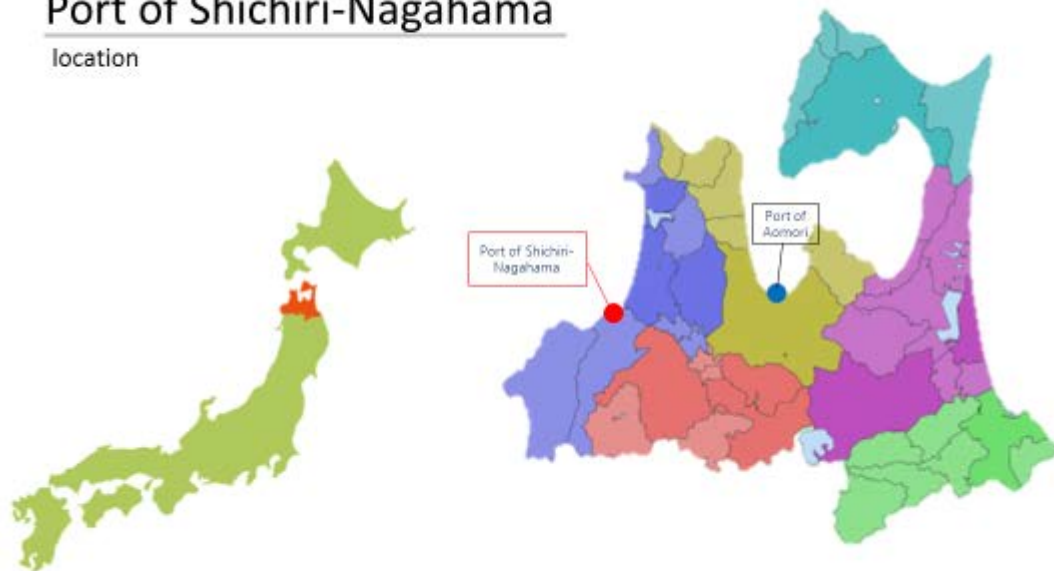 Port of Shichiri-Nagahama
location
Port of Shichiri-
Nagahama
Port of
Aomori